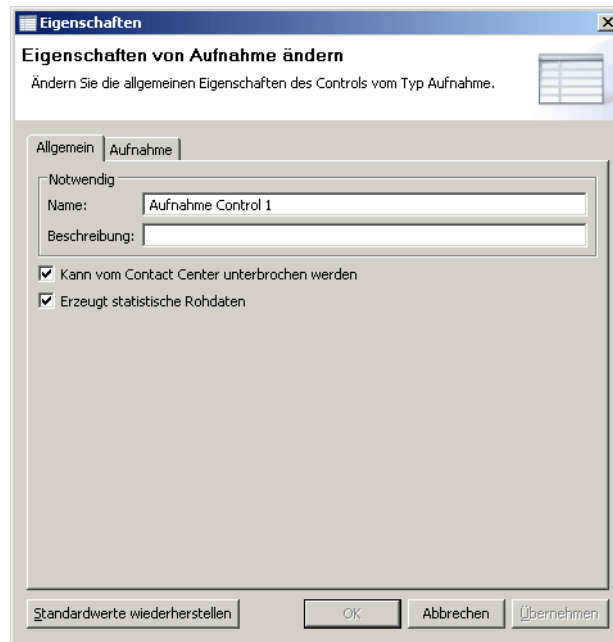 Eigenschaften
Eigenschaften von Aufnahme ändern
Ändern Sie die allgemeinen Eigenschaften des Controls vom Typ Aufnahme.
Allgemein Aufnahme
Notwendig
Name: Aufnahme Control 1
Beschreibung:
Kann vom Contact Center unterbrochen werden
Erzeugt statistische Rohdaten
Standardwerte wiederherstellen OK Abbrechen Übernehmen